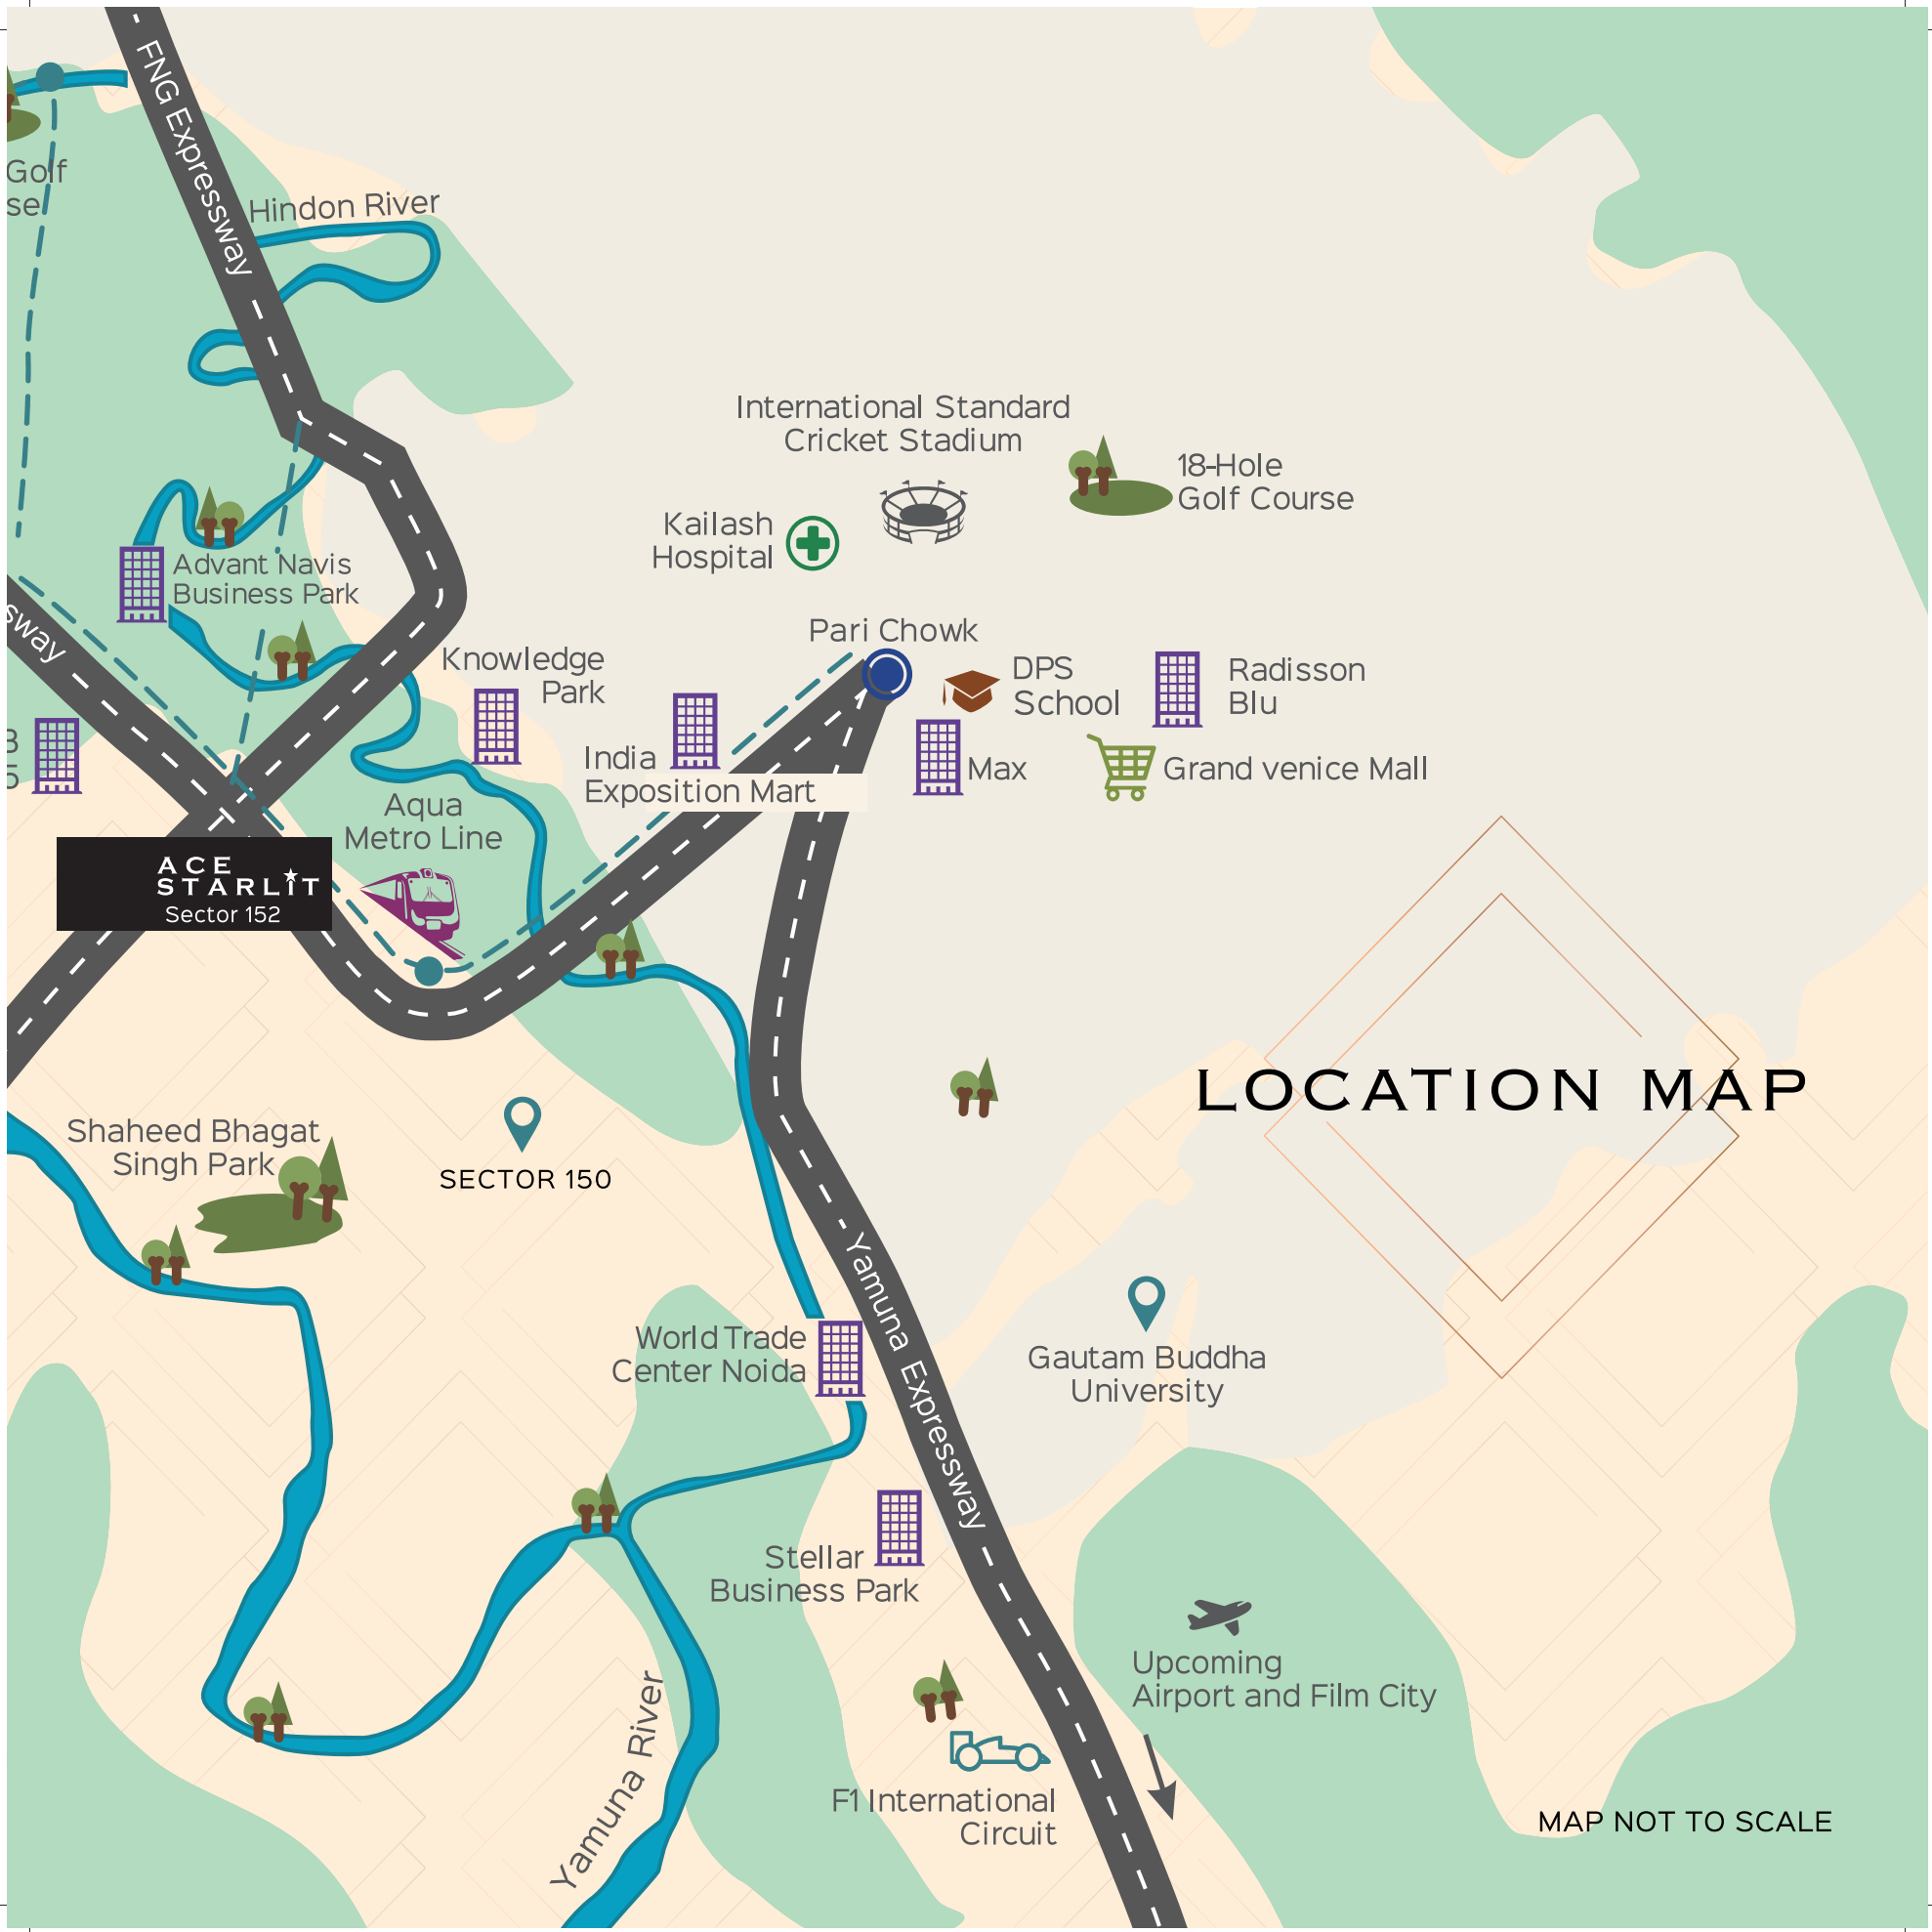 FNG Expressway
Golf
se
Hindon River
International Standard
Cricket Stadium
18-Hole
Golf Course
Kailash
Hospital
Advant Navis
Business Park
sway
Pari Chowk
Knowledge
Park
DPS
School
Radisson
Blu
India
Exposition Mart
Max
Grand venice Mall
5
Aqua
Metro Line
ACE
STARLIT
Sector 152
LOCATION MAP
Shaheed Bhagat
Singh Park
SECTOR 150
Yamuna Expressway
World Trade
Center Noida
Gautam Buddha
University
Stellar
Business Park
Upcoming
Airport and Film City
Yamuna River
F1 International
Circuit
MAP NOT TO SCALE